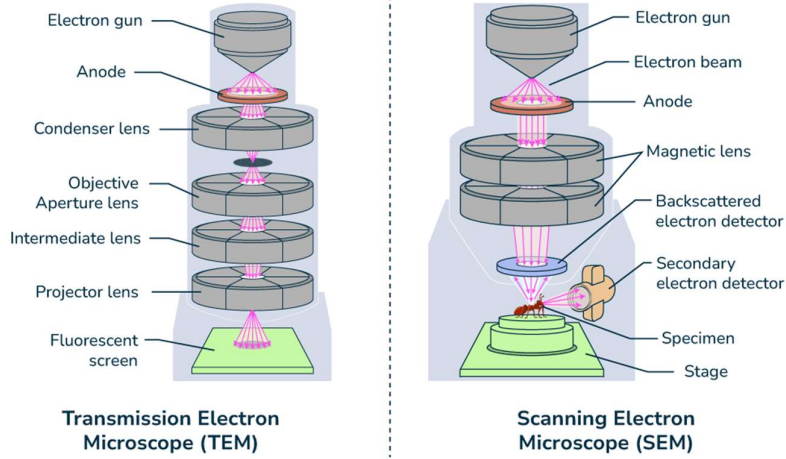 Electron gun
Anode
Condenser lens
Objective
Aperture lens
Intermediate lens
Projector lens
Fluorescent
screen
Transmission Electron
Microscope (TEM)
Electron gun
Electron beam
Anode
Magnetic lens
Backscattered
electron detector
Secondary
electron detector
Specimen
Stage
Scanning Electron
Microscope (SEM)